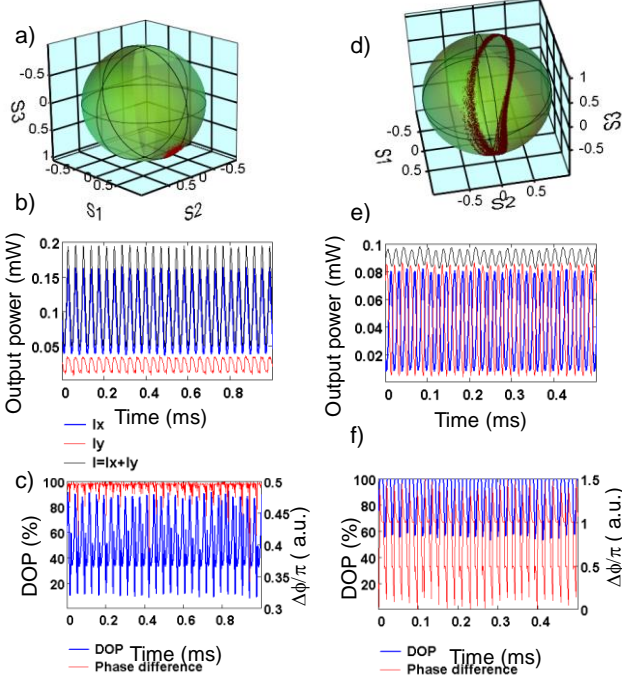 a)
-0.5
0
0.5
1
S3
-0.5
0
0.5
S1
-0.5
0
0.5
S2
d)
1
0.5
0
-0.5
S3
-0.5
0
0.5
S1
-0.5
0
0.5
S2
b)
0.2
0.15
0.1
0.05
Output power (mW)
0 0.2 0.4 0.6 0.8
Time (ms)
Ix
Iy
I=Ix+Iy
e)
0.1
0.08
0.06
0.04
0.02
Output power (mW)
0 0.1 0.2 0.3 0.4
Time (ms)
c)
100
80
60
40
20
DOP (%)
0.5
0.45
0.4
0.35
0.3
Δϕ/π ( a.u.)
0 0.2 0.4 0.6 0.8
Time (ms)
DOP
Phase difference
f)
100
80
60
40
20
DOP (%)
1.5
1
0.5
0
Δϕ/π ( a.u.)
0 0.1 0.2 0.3 0.4
Time (ms)
DOP
Phase difference